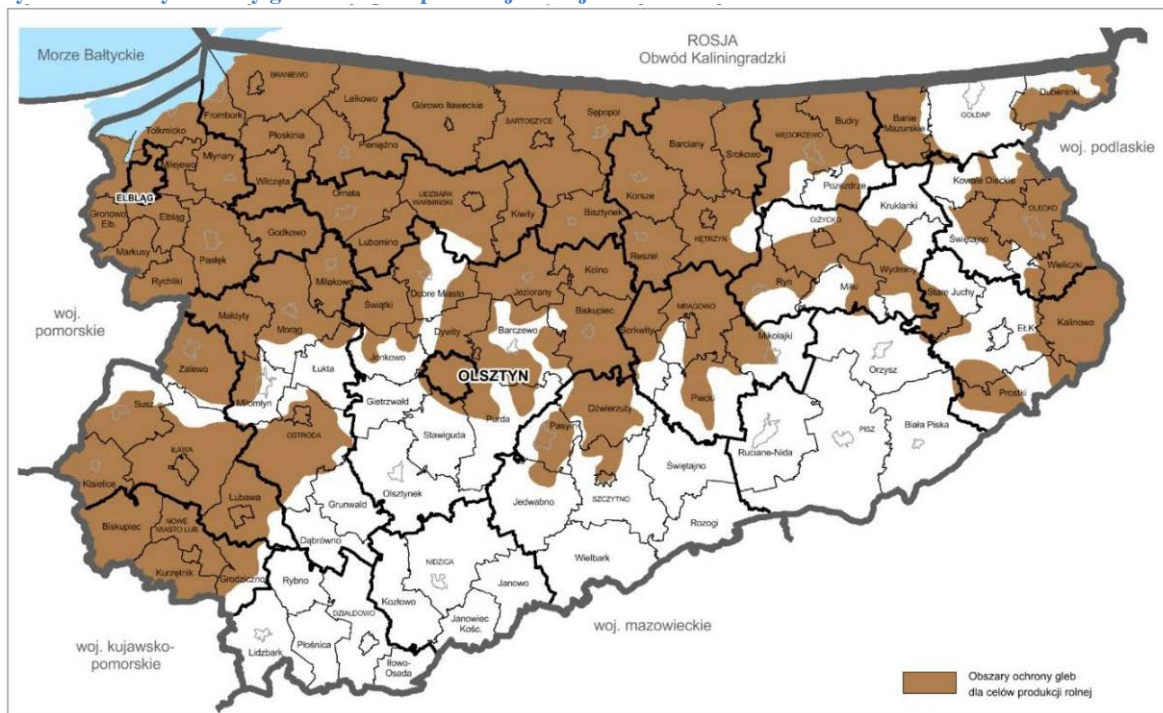 Morze Bałtyckie
ROSJA
Obwód Kaliningradzki
BRANIEWO
Lelkowo
Górowo Iławeckie
Sępopol
Budry
Banie
Mazurskie
GOŁDAP
Dubeninki
Frombork
Płoskinia
Pieniężno
BARTOSZYCE
Barciany
Srokowo
WĘGORZEWO
woj. podlaskie
Tolkmicko
Milejewo
Młynary
Wilczęta
Orneta
LIDZBARK
WARMIŃSKI
Kiwity
Bisztynek
Korsze
Pozezdrze
Kruklanki
Kowale Oleckie
OLECKO
ELBLĄG
Gronowo
Elb.
Elbląg
Godkowo
Lubomino
Reszel
KĘTRZYN
GIŻYCKO
Świętajno
Wieliczki
Markusy
Pasłęk
Rychliki
Miłakowo
Świątki
Dobre Miasto
Jeziorany
Kolno
Ryn
Miłki
Wydminy
Stare Juchy
woj.
pomorskie
Małdyty
Morąg
Dywity
Barczewo
Biskupiec
Sorkwity
MRĄGOWO
Mikołajki
EŁK
Kalinowo
Zalewo
Łukta
Jonkowo
OLSZTYN
Orzysz
Susz
Miłomłyn
Gietrzwałd
Purda
Dźwierzuty
Piecki
Prostki
OSTRÓDA
Stawiguda
Pasym
Ruciane-Nida
PISZ
Biała Piska
IŁAWA
Kisielice
Lubawa
Grunwald
Olsztynek
Jedwabno
SZCZYTNO
Świętajno
Rozogi
Biskupiec
NOWE
MIASTO LUB.
Dąbrówno
Wielbark
Kurzętnik
Grodziczno
Rybno
NIDZICA
Janowo
DZIAŁDOWO
Kozłowo
Janowiec
Kośc.
woj. mazowieckie
woj. kujawsko-
pomorskie
Lidzbark
Płośnica
Iłowo-
Osada
Obszary ochrony gleb
dla celów produkcji rolnej